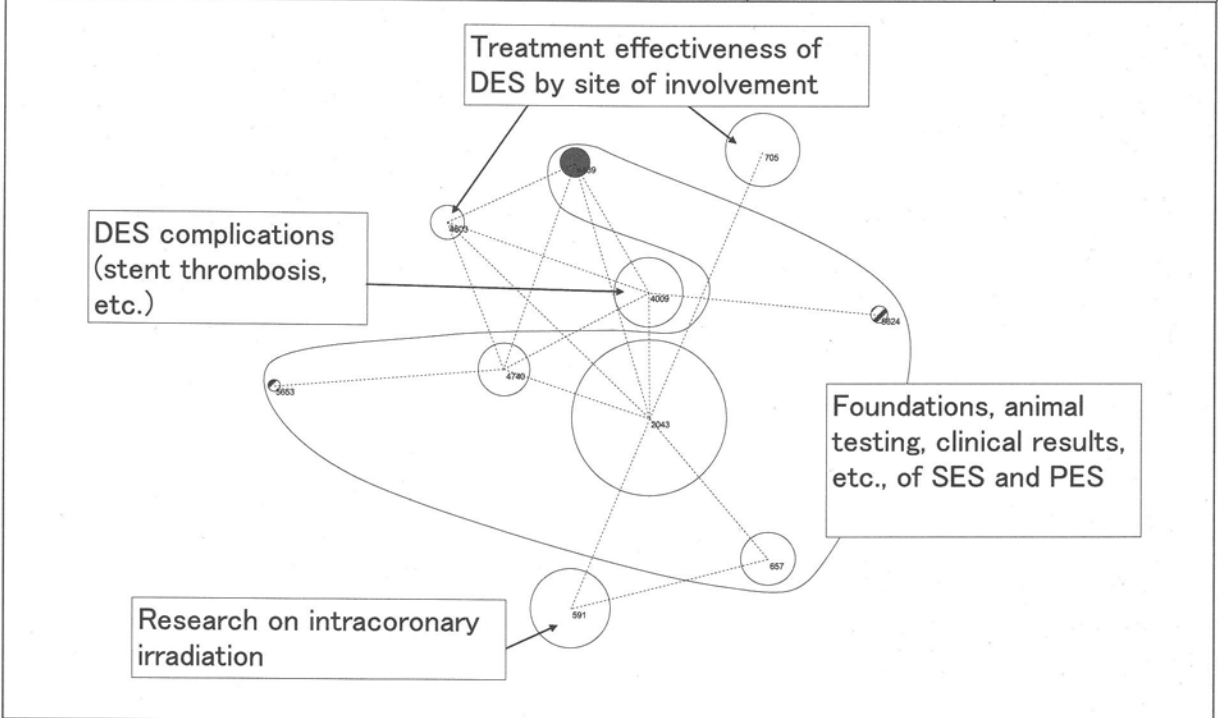 Treatment effectiveness of
DES by site of involvement
705
4603
DES complications
(stent thrombosis,
etc.)
4009
4740
2043
Foundations, animal
testing, clinical results,
etc., of SES and PES
657
591
Research on intracoronary
irradiation